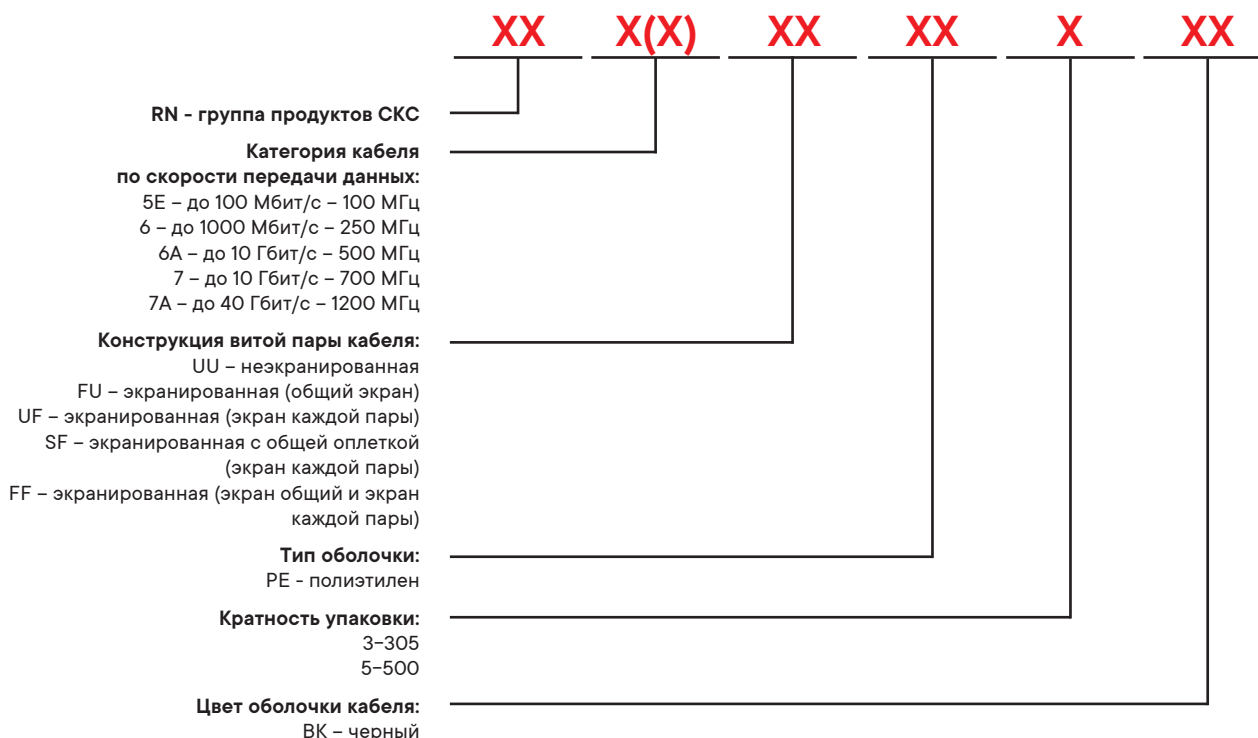 XX X(X) XX XX X XX
RN - группа продуктов СКС
Категория кабеля
по скорости передачи данных:
5E – до 100 Мбит/с – 100 МГц
6 – до 1000 Мбит/с – 250 МГц
6A – до 10 Гбит/с – 500 МГц
7 – до 10 Гбит/с – 700 МГц
7A – до 40 Гбит/с – 1200 МГц
Конструкция витой пары кабеля:
UU – неэкранированная
FU – экранированная (общий экран)
UF – экранированная (экран каждой пары)
SF – экранированная с общей оплеткой
(экран каждой пары)
FF – экранированная (экран общий и экран
каждой пары)
Тип оболочки:
PE - полиэтилен
Кратность упаковки:
3–305
5–500
Цвет оболочки кабеля:
BK – черный